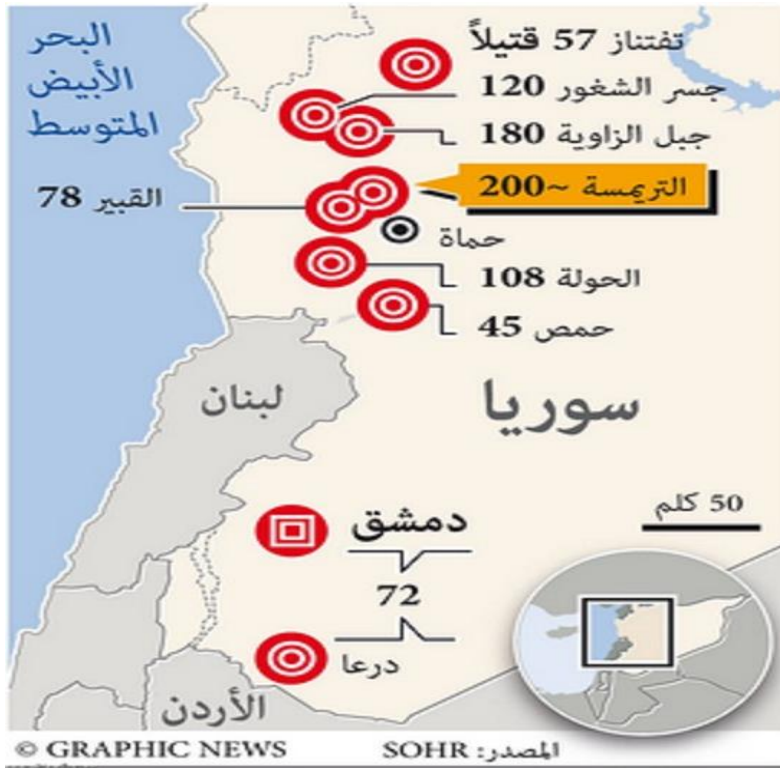 البحر
الأبيض
المتوسط
تفتناز 57 قتيلاً
جسر الشغور 120
جبل الزاوية 180
التريمسة ~200
القبير 78
حماة
الحولة 108
حمص 45
لبنان
سوريا
50 كلم
دمشق
72
درعا
الأردن
© GRAPHIC NEWS
المصدر: SOHR